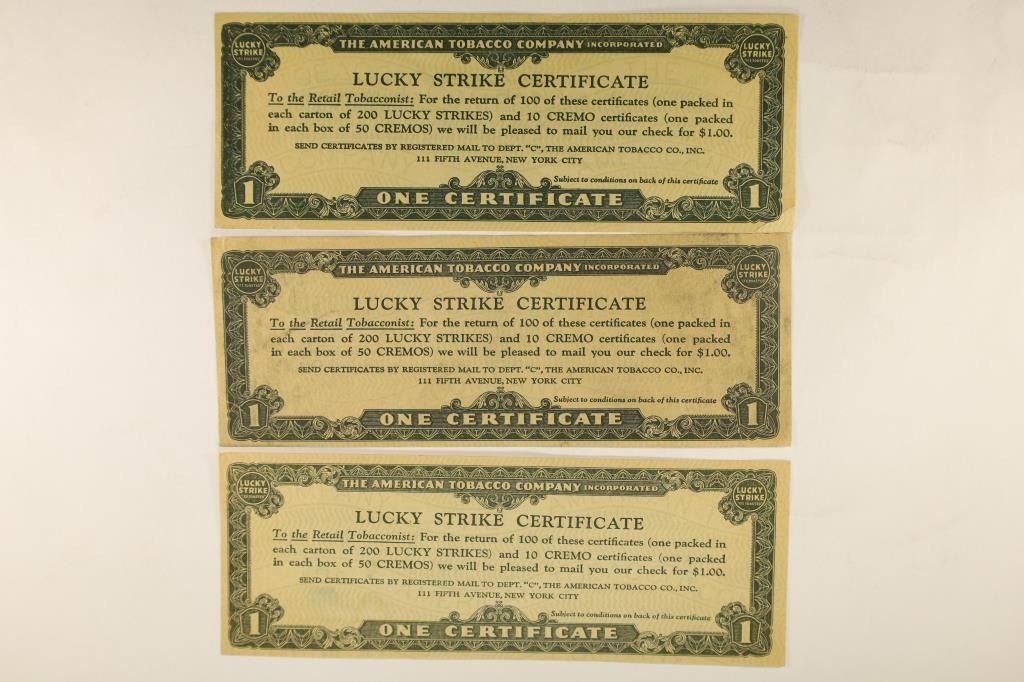 THE AMERICAN TOBACCO COMPANY INCORPORATED
LUCKY STRIKE
"IT'S TOASTED"
LUCKY STRIKE
"IT'S TOASTED"
LUCKY STRIKE CERTIFICATE
To the Retail Tobacconist: For the return of 100 of these certificates (one packed in
each carton of 200 LUCKY STRIKES) and 10 CREMO certificates (one packed
in each box of 50 CREMOS) we will be pleased to mail you our check for $1.00.
SEND CERTIFICATES BY REGISTERED MAIL TO DEPT. "C", THE AMERICAN TOBACCO CO., INC.
111 FIFTH AVENUE, NEW YORK CITY
Subject to conditions on back of this certificate
1 ONE CERTIFICATE 1
THE AMERICAN TOBACCO COMPANY INCORPORATED
LUCKY STRIKE
"IT'S TOASTED"
LUCKY STRIKE
"IT'S TOASTED"
LUCKY STRIKE CERTIFICATE
To the Retail Tobacconist: For the return of 100 of these certificates (one packed in
each carton of 200 LUCKY STRIKES) and 10 CREMO certificates (one packed
in each box of 50 CREMOS) we will be pleased to mail you our check for $1.00.
SEND CERTIFICATES BY REGISTERED MAIL TO DEPT. "C", THE AMERICAN TOBACCO CO., INC.
111 FIFTH AVENUE, NEW YORK CITY
Subject to conditions on back of this certificate
1 ONE CERTIFICATE 1
THE AMERICAN TOBACCO COMPANY INCORPORATED
LUCKY STRIKE
"IT'S TOASTED"
LUCKY STRIKE
"IT'S TOASTED"
LUCKY STRIKE CERTIFICATE
To the Retail Tobacconist: For the return of 100 of these certificates (one packed in
each carton of 200 LUCKY STRIKES) and 10 CREMO certificates (one packed
in each box of 50 CREMOS) we will be pleased to mail you our check for $1.00.
SEND CERTIFICATES BY REGISTERED MAIL TO DEPT. "C", THE AMERICAN TOBACCO CO., INC.
111 FIFTH AVENUE, NEW YORK CITY
Subject to conditions on back of this certificate
1 ONE CERTIFICATE 1